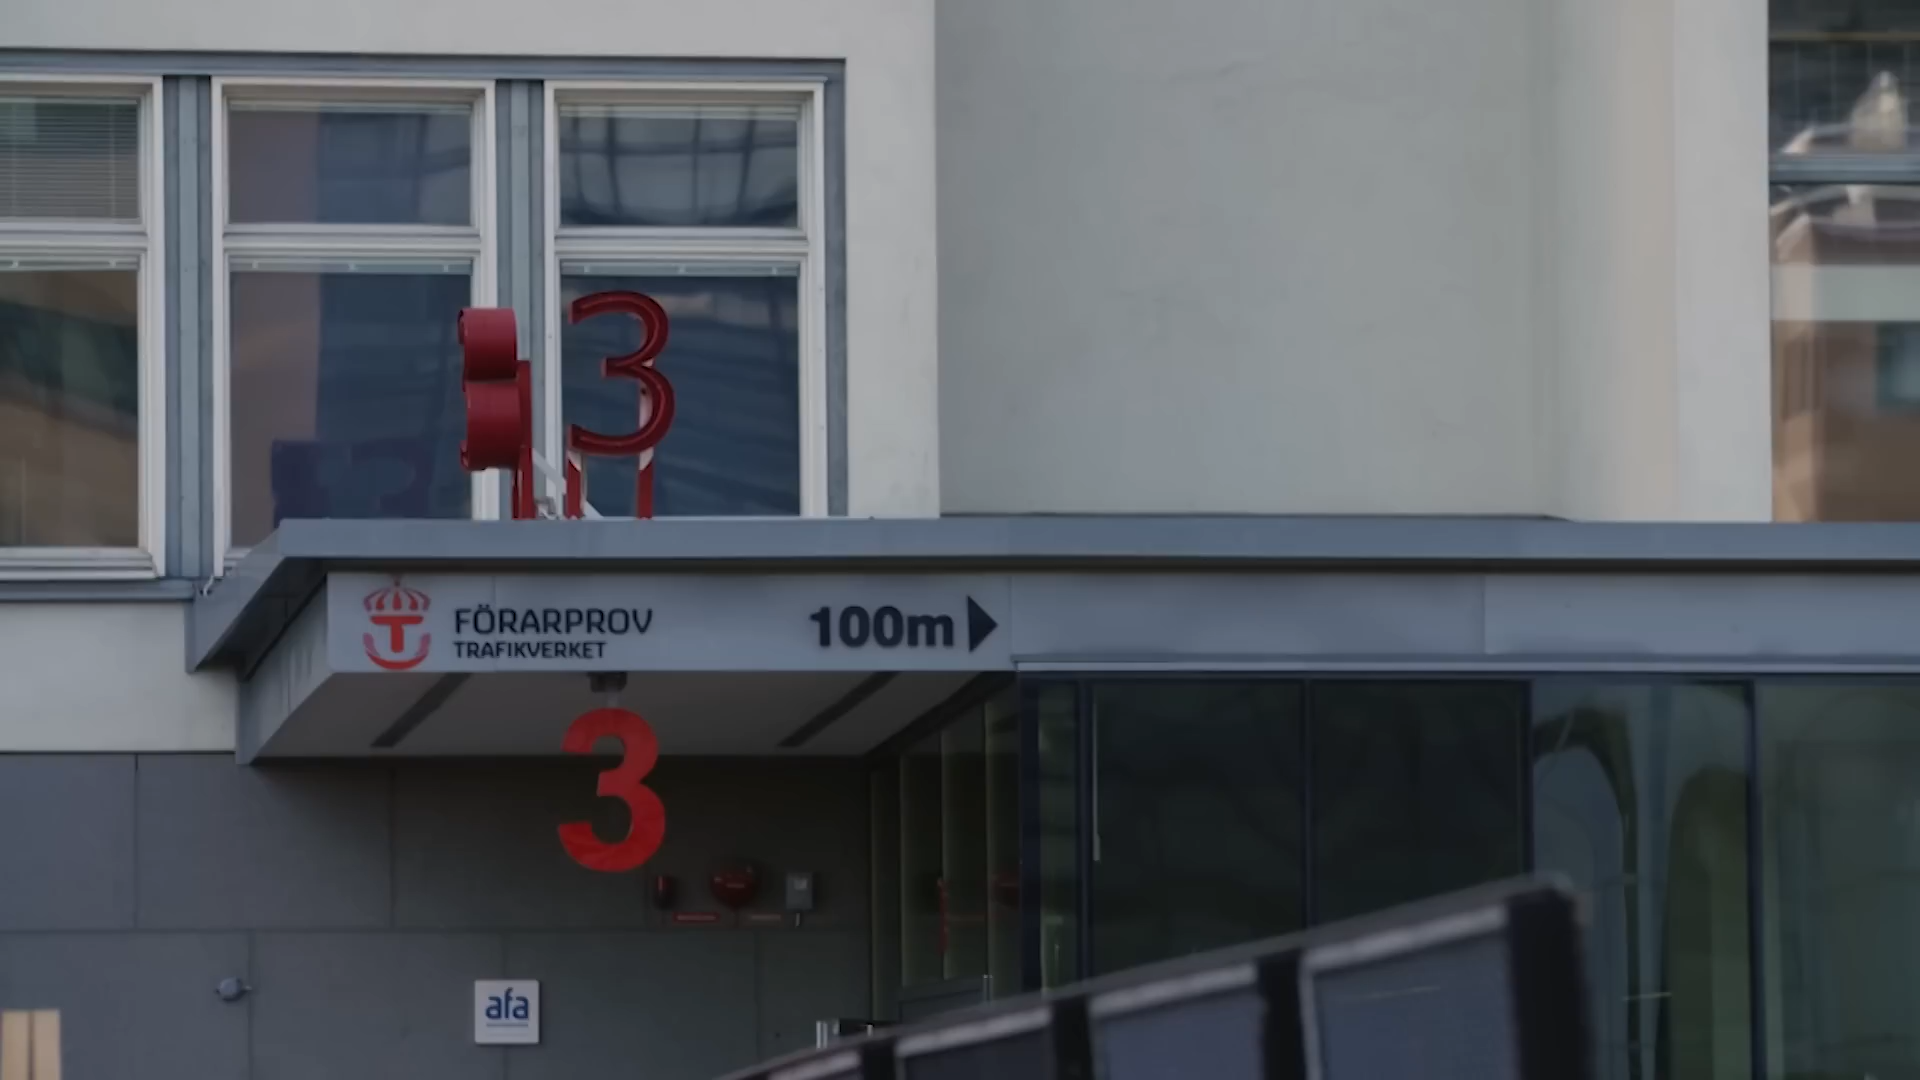 3
FÖRARPROV
TRAFIKVERKET
100m
3
afa